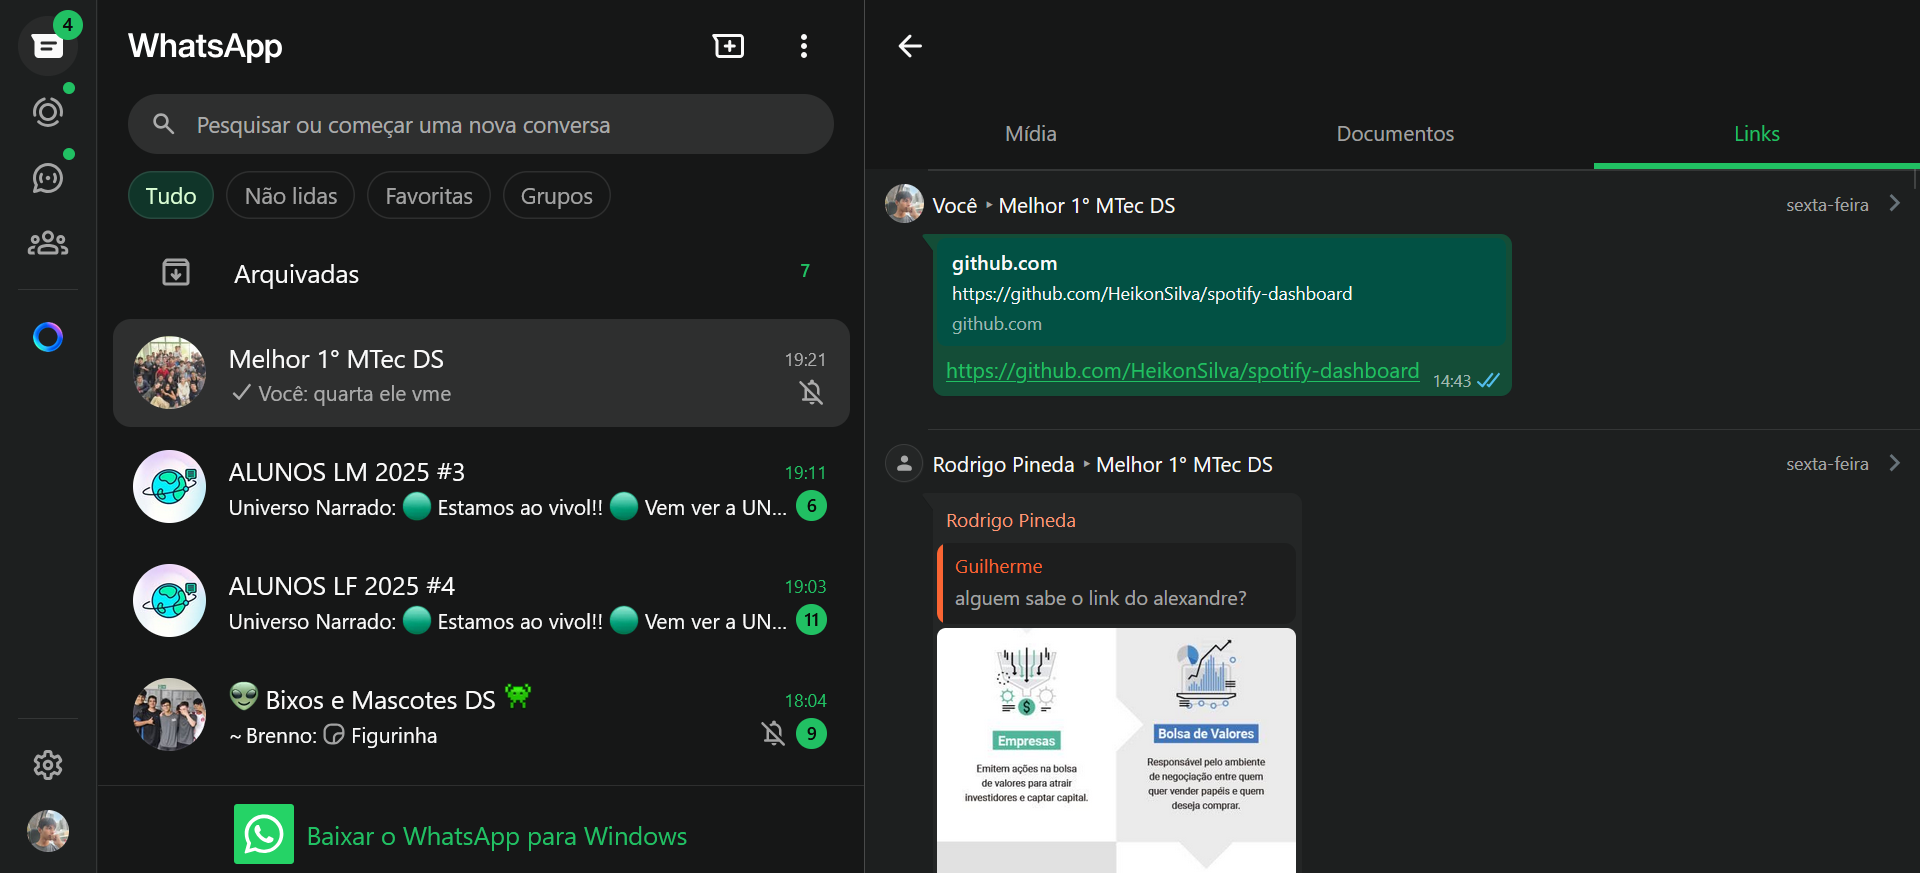 4
WhatsApp
Pesquisar ou começar uma nova conversa
Tudo
Não lidas
Favoritas
Grupos
Arquivadas
7
Melhor 1° MTec DS
19:21
Você: quarta ele vme
ALUNOS LM 2025 #3
19:11
Universo Narrado: 🟢 Estamos ao vivo!!! 🟢 Vem ver a UN...
6
ALUNOS LF 2025 #4
19:03
Universo Narrado: 🟢 Estamos ao vivo!!! 🟢 Vem ver a UN...
11
👽 Bixos e Mascotes DS 👾
18:04
~ Brenno: Figurinha
9
Baixar o WhatsApp para Windows
Mídia
Documentos
Links
Você ‣ Melhor 1° MTec DS
sexta-feira
github.com
https://github.com/HeikonSilva/spotify-dashboard
github.com
https://github.com/HeikonSilva/spotify-dashboard
14:43
Rodrigo Pineda ‣ Melhor 1° MTec DS
sexta-feira
Rodrigo Pineda
Guilherme
alguem sabe o link do alexandre?
Empresas
Emitem ações na bolsa
de valores para atrair
investidores e captar capital.
Bolsa de Valores
Responsável pelo ambiente
de negociação entre quem
quer vender papéis e quem
deseja comprar.